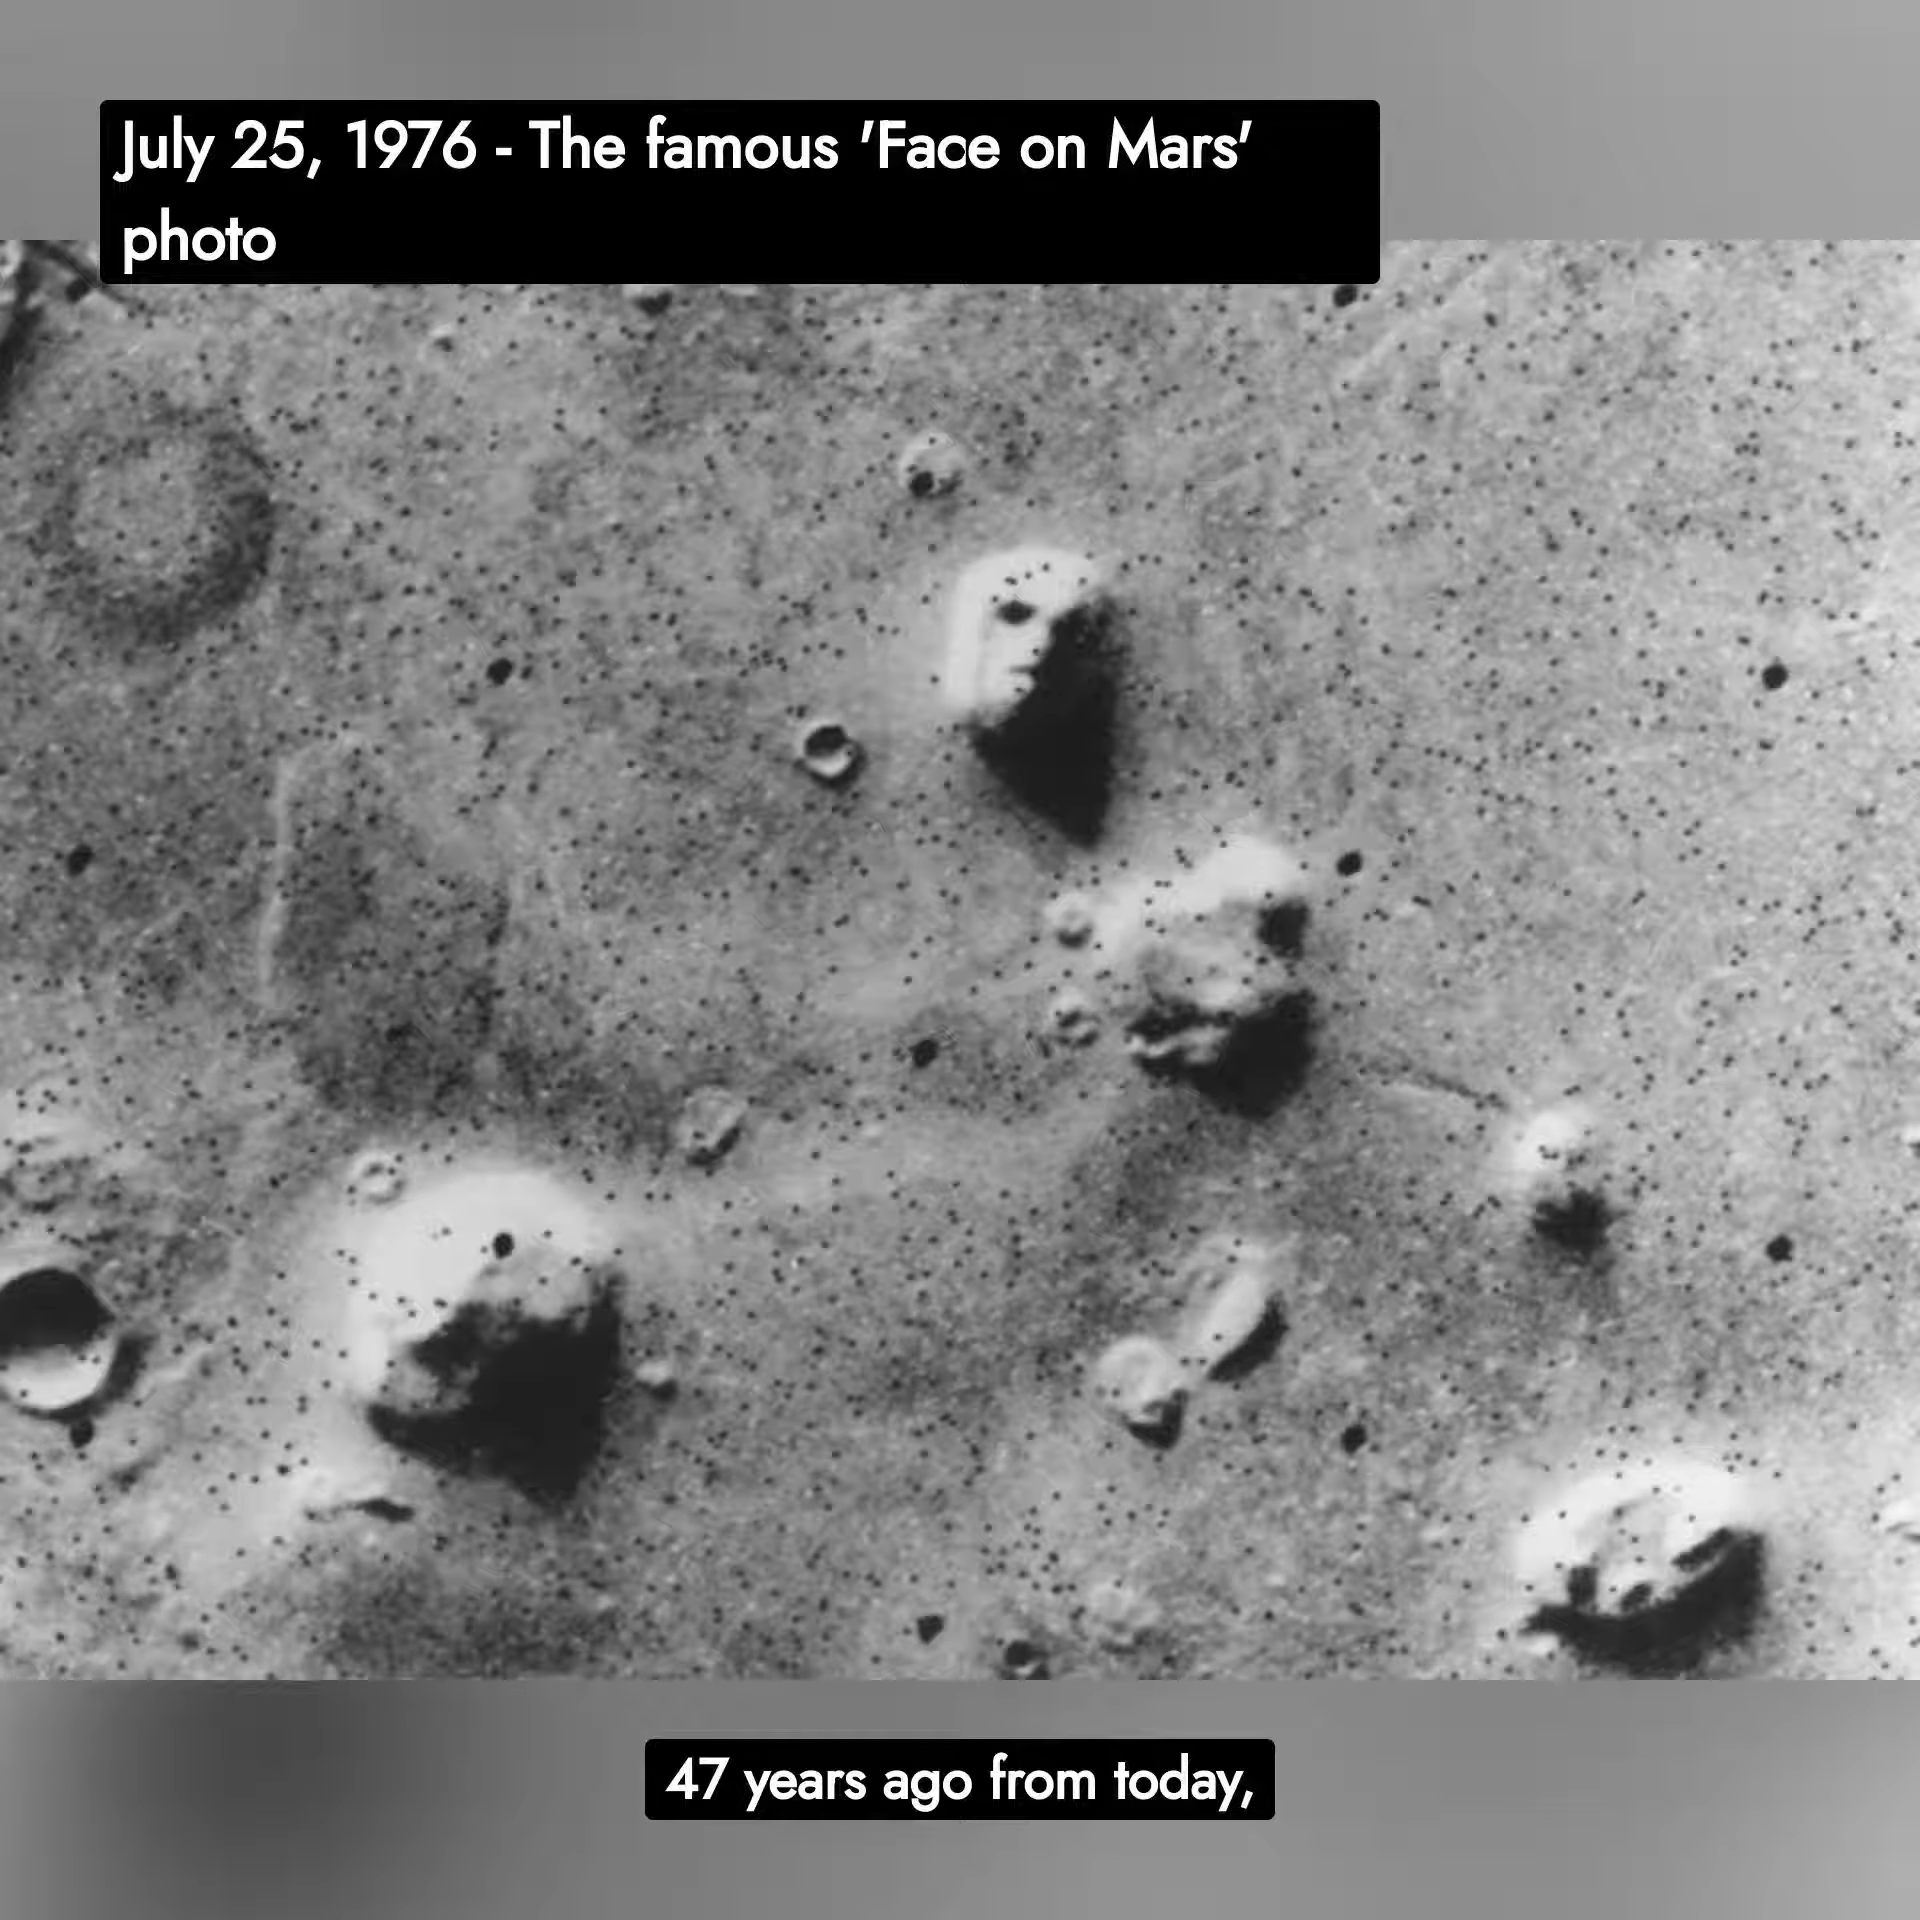 July 25, 1976 - The famous 'Face on Mars'
photo
47 years ago from today,